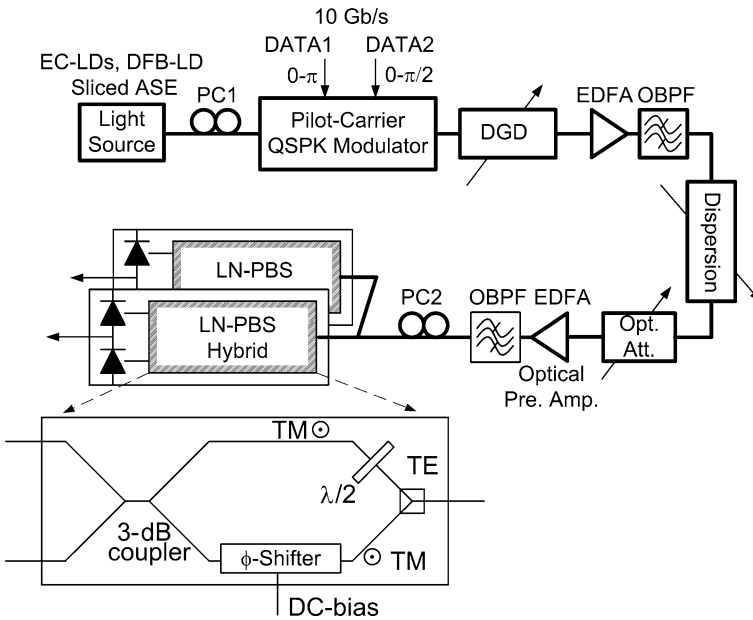 10 Gb/s
DATA1 DATA2
0-π 0-π/2
EC-LDs, DFB-LD
Sliced ASE
PC1
Light
Source
Pilot-Carrier
QSPK Modulator
DGD
EDFA OBPF
Dispersion
LN-PBS
LN-PBS
Hybrid
PC2
OBPF EDFA
Opt.
Att.
Optical
Pre. Amp.
TM
TE
λ/2
3-dB
coupler
ϕ-Shifter
TM
DC-bias